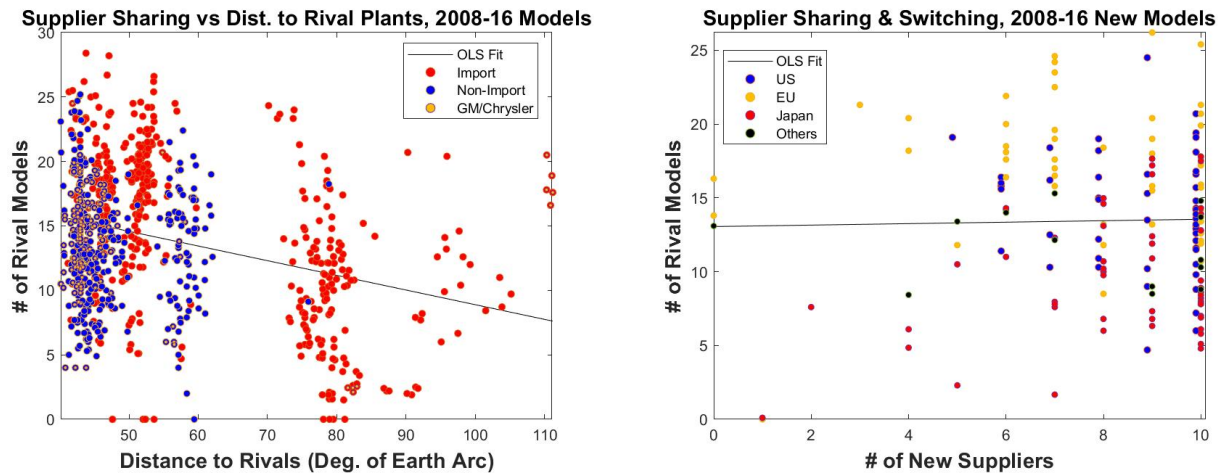 Supplier Sharing vs Dist. to Rival Plants, 2008-16 Models
30
25
20
15
10
5
0
# of Rival Models
OLS Fit
Import
Non-Import
GM/Chrysler
50
60
70
80
90
100
110
Distance to Rivals (Deg. of Earth Arc)
Supplier Sharing & Switching, 2008-16 New Models
25
20
15
10
5
0
# of Rival Models
OLS Fit
US
EU
Japan
Others
0
2
4
6
8
10
# of New Suppliers